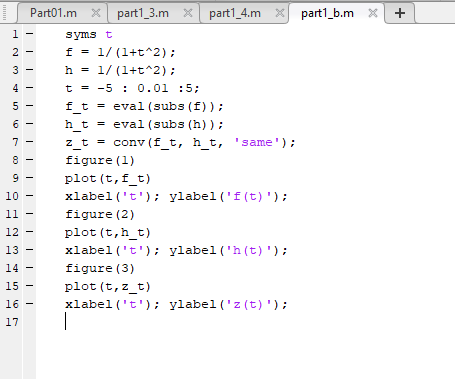 Part01.m × part1_3.m × part1_4.m × part1_b.m × +
1 – syms t
2 – f = 1/(1+t^2);
3 – h = 1/(1+t^2);
4 – t = -5 : 0.01 :5;
5 – f_t = eval(subs(f));
6 – h_t = eval(subs(h));
7 – z_t = conv(f_t, h_t, 'same');
8 – figure(1)
9 – plot(t,f_t)
10 – xlabel('t'); ylabel('f(t)');
11 – figure(2)
12 – plot(t,h_t)
13 – xlabel('t'); ylabel('h(t)');
14 – figure(3)
15 – plot(t,z_t)
16 – xlabel('t'); ylabel('z(t)');
17